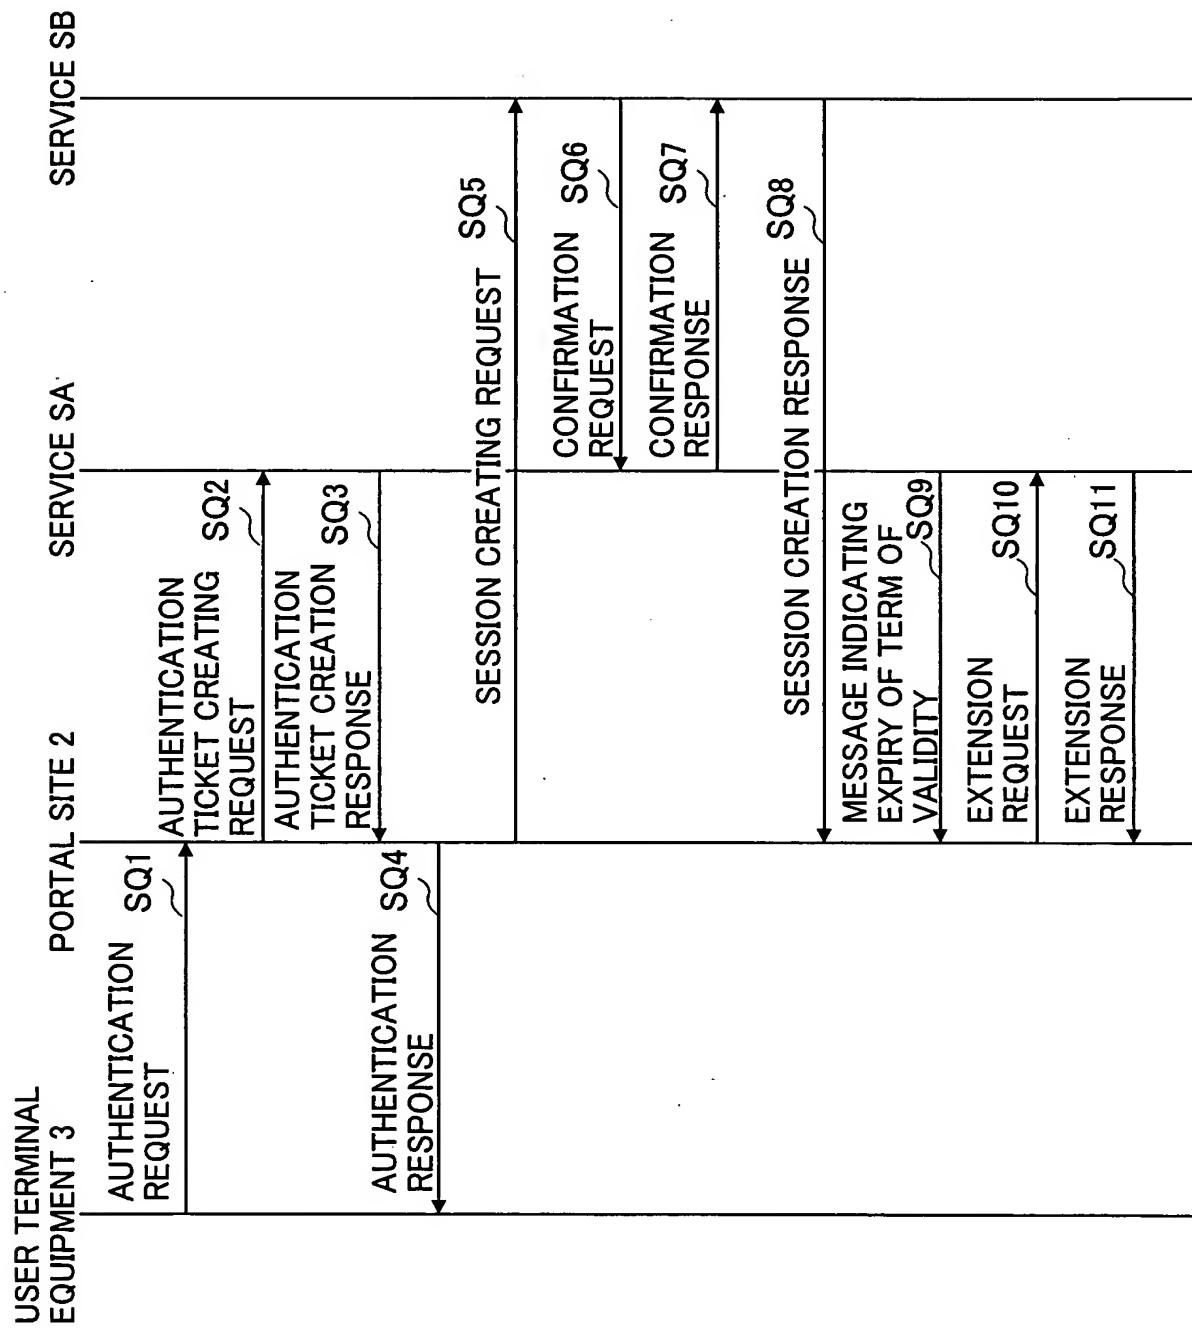 USER TERMINAL
EQUIPMENT 3
PORTAL SITE 2
SERVICE SA
SERVICE SB
AUTHENTICATION
REQUEST
SQ1
AUTHENTICATION
TICKET CREATING
REQUEST
SQ2
AUTHENTICATION
TICKET CREATION
RESPONSE
SQ3
AUTHENTICATION
RESPONSE
SQ4
SESSION CREATING REQUEST
SQ5
CONFIRMATION
REQUEST
SQ6
CONFIRMATION
RESPONSE
SQ7
SESSION CREATION RESPONSE
SQ8
MESSAGE INDICATING
EXPIRY OF TERM OF
VALIDITY
SQ9
EXTENSION
REQUEST
SQ10
EXTENSION
RESPONSE
SQ11